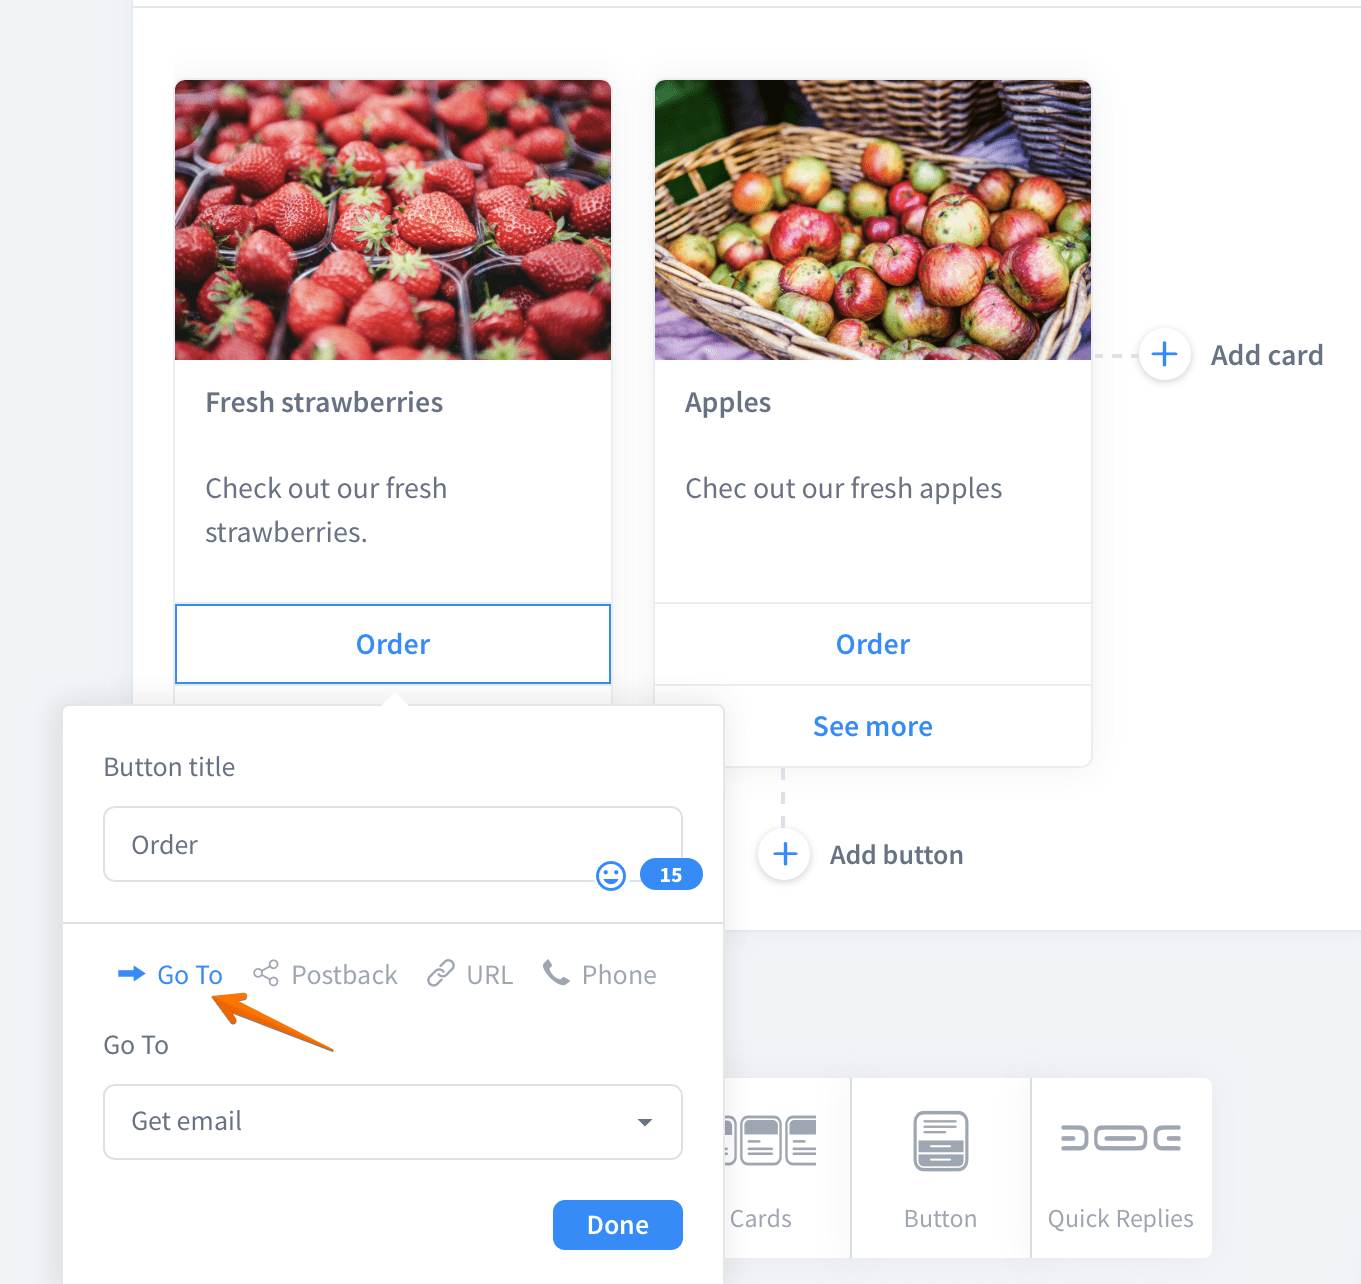 Fresh strawberries
Check out our fresh
strawberries.
Order
Apples
Chec out our fresh apples
Order
See more
Add card
Add button
Button title
Order
15
Go To
Postback
URL
Phone
Go To
Get email
Done
Cards
Button
Quick Replies